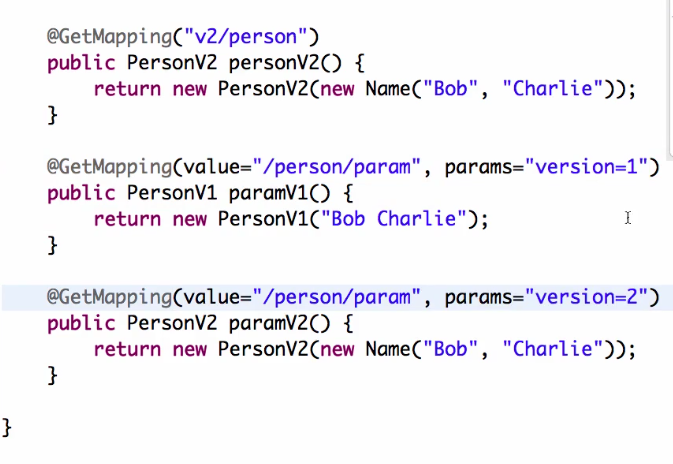 @GetMapping("v2/person")
public PersonV2 personV2() {
return new PersonV2(new Name("Bob", "Charlie"));
}
@GetMapping(value="/person/param", params="version=1")
public PersonV1 paramV1() {
return new PersonV1("Bob Charlie");
}
@GetMapping(value="/person/param", params="version=2")
public PersonV2 paramV2() {
return new PersonV2(new Name("Bob", "Charlie"));
}
}